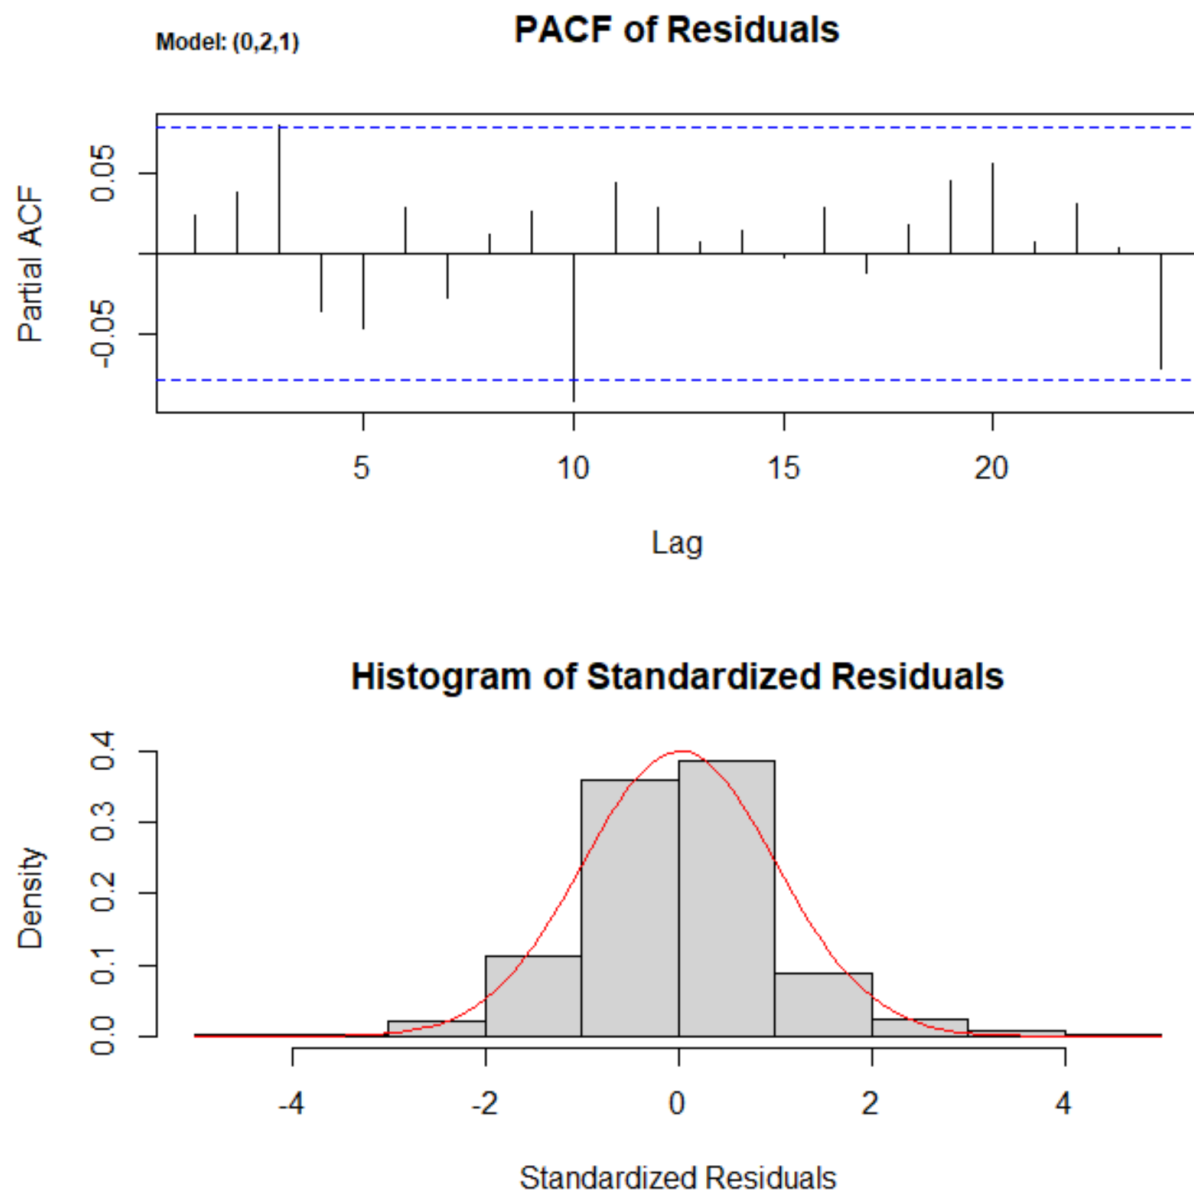 PACF of Residuals
Model: (0,2,1)
Partial ACF
0.05
-0.05
5 10 15 20
Lag
Histogram of Standardized Residuals
Density
0.4
0.3
0.2
0.1
0.0
-4 -2 0 2 4
Standardized Residuals